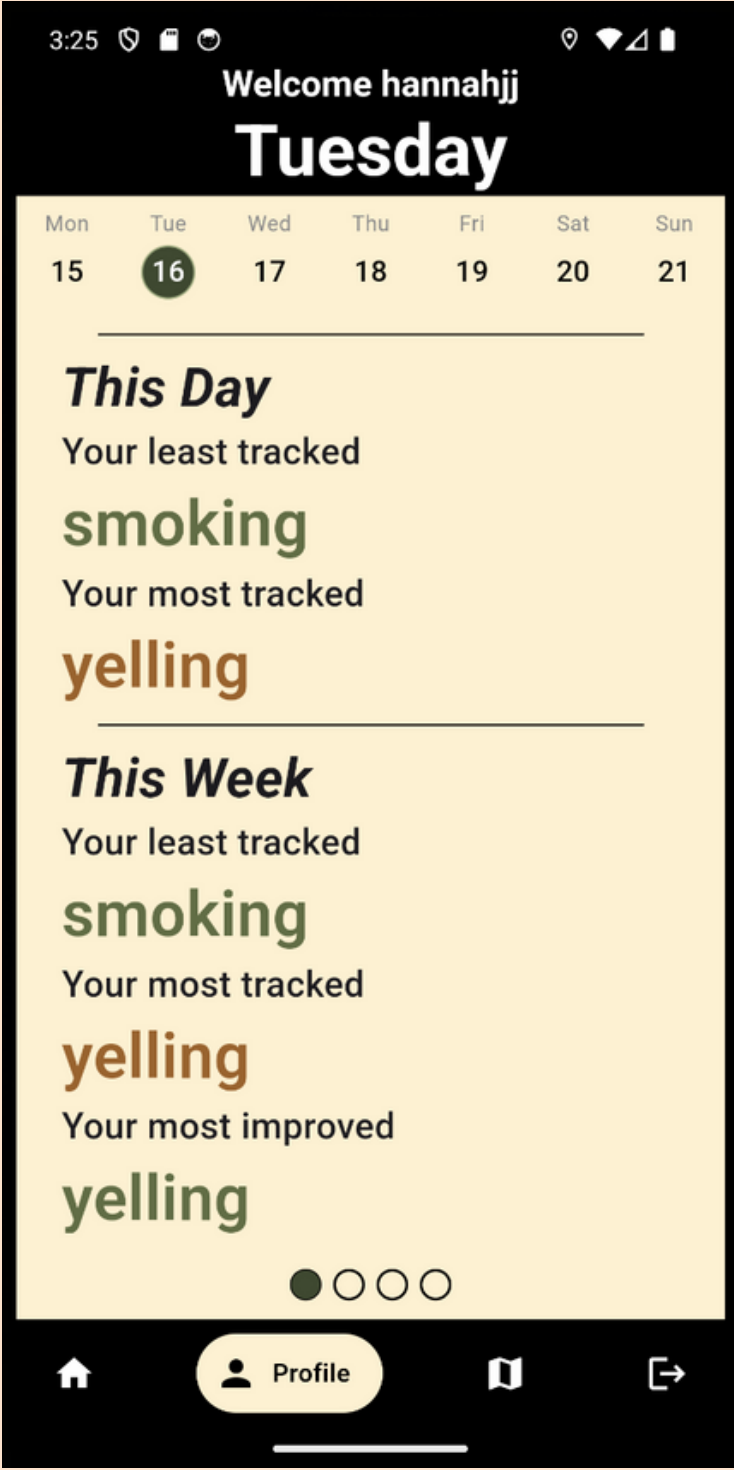 3:25
Welcome hannahjj
Tuesday
Mon Tue Wed Thu Fri Sat Sun
15 16 17 18 19 20 21
This Day
Your least tracked
smoking
Your most tracked
yelling
This Week
Your least tracked
smoking
Your most tracked
yelling
Your most improved
yelling
Profile